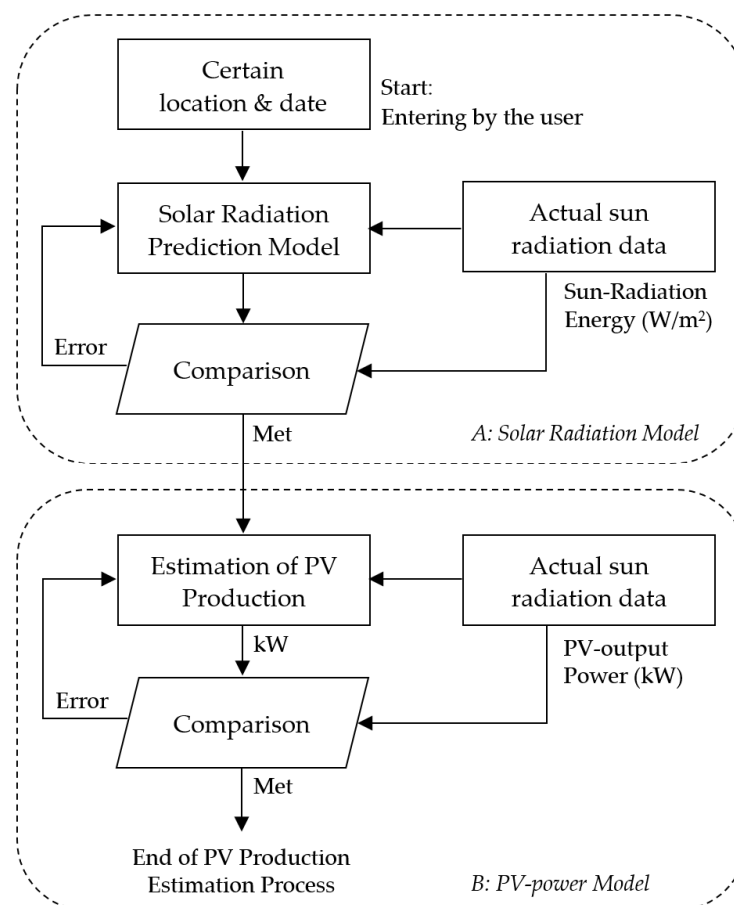 Certain
location & date
Start:
Entering by the user
Solar Radiation
Prediction Model
Actual sun
radiation data
Sun-Radiation
Energy (W/m²)
Error
Comparison
Met
A: Solar Radiation Model
Estimation of PV
Production
Actual sun
radiation data
kW
PV-output
Power (kW)
Error
Comparison
Met
End of PV Production
Estimation Process
B: PV-power Model